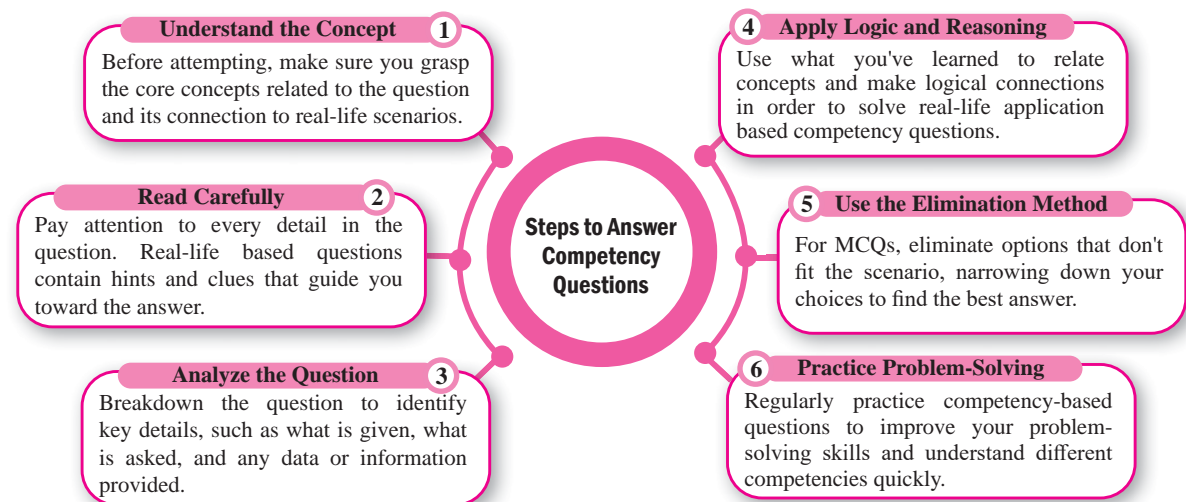 Understand the Concept 1
Before attempting, make sure you grasp
the core concepts related to the question
and its connection to real-life scenarios.
Read Carefully 2
Pay attention to every detail in the
question. Real-life based questions
contain hints and clues that guide you
toward the answer.
Analyze the Question 3
Breakdown the question to identify
key details, such as what is given, what
is asked, and any data or information
provided.
Steps to Answer
Competency
Questions
4 Apply Logic and Reasoning
Use what you've learned to relate
concepts and make logical connections
in order to solve real-life application
based competency questions.
5 Use the Elimination Method
For MCQs, eliminate options that don't
fit the scenario, narrowing down your
choices to find the best answer.
6 Practice Problem-Solving
Regularly practice competency-based
questions to improve your problem-
solving skills and understand different
competencies quickly.